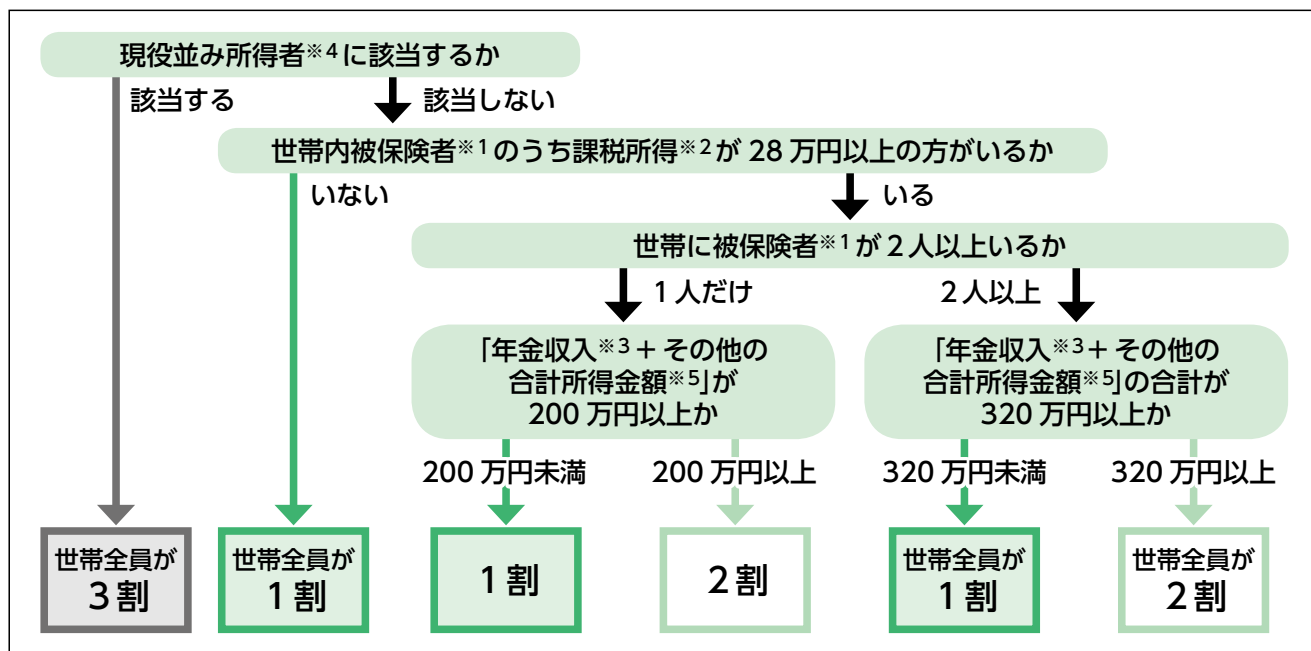 現役並み所得者※4に該当するか
該当する
該当しない
世帯内被保険者※1のうち課税所得※2が 28 万円以上の方がいるか
いない
いる
世帯に被保険者※1が 2 人以上いるか
1 人だけ
2 人以上
「年金収入※3＋その他の
合計所得金額※5」が
200 万円以上か
「年金収入※3＋その他の
合計所得金額※5」の合計が
320 万円以上か
200 万円未満
200 万円以上
320 万円未満
320 万円以上
世帯全員が
3 割
世帯全員が
1 割
1 割
2 割
世帯全員が
1 割
世帯全員が
2 割